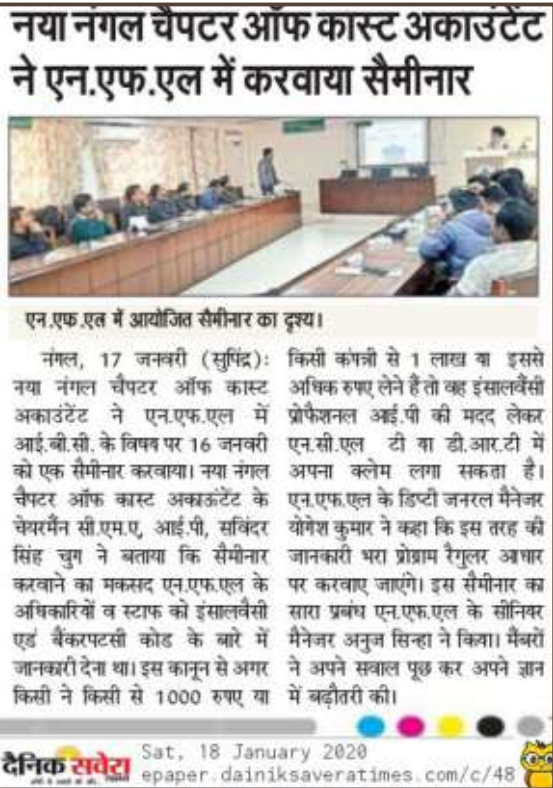 नया नंगल चैपटर ऑफ कास्ट अकाउंटेंट
ने एन.एफ.एल में करवाया सैमीनार
एन.एफ.एल में आयोजित सैमीनार का दृश्य।
नंगल, 17 जनवरी (सुपिंद्र):
नया नंगल चैपटर ऑफ कास्ट
अकाउंटेंट ने एन.एफ.एल में
आई.बी.सी. के विषय पर 16 जनवरी
को एक सैमीनार करवाया। नया नंगल
चैपटर ऑफ कास्ट अकाऊंटेंट के
चेयरमैंन सी.एम.ए, आई.पी, सविंदर
सिंह चुग ने बताया कि सैमीनार
करवाने का मकसद एन.एफ.एल के
अधिकारियों व स्टाफ को इंसालवैंसी
एडं बैंकरपटसी कोड के बारे में
जानकारी देना था। इस कानून से अगर
किसी ने किसी से 1000 रुपए या
किसी कंपन्नी से 1 लाख या इससे
अधिक रुपए लेने हैं तो वह इंसालवैंसी
प्रोफैशनल आई.पी की मदद लेकर
एन.सी.एल टी या डी.आर.टी में
अपना क्लेम लगा सकता है।
एन.एफ.एल के डिप्टी जनरल मैनेजर
योगेश कुमार ने कहा कि इस तरह की
जानकारी भरा प्रोग्राम रैगुलर आधार
पर करवाए जाएंगे। इस सैमीनार का
सारा प्रबंध एन.एफ.एल के सीनियर
मैनेजर अनुज सिन्हा ने किया। मैंबरों
ने अपने सवाल पूछ कर अपने ज्ञान
में बढ़ौतरी की।
दैनिक सवेरा
Sat, 18 January 2020
epaper.dainiksaveratimes.com/c/48